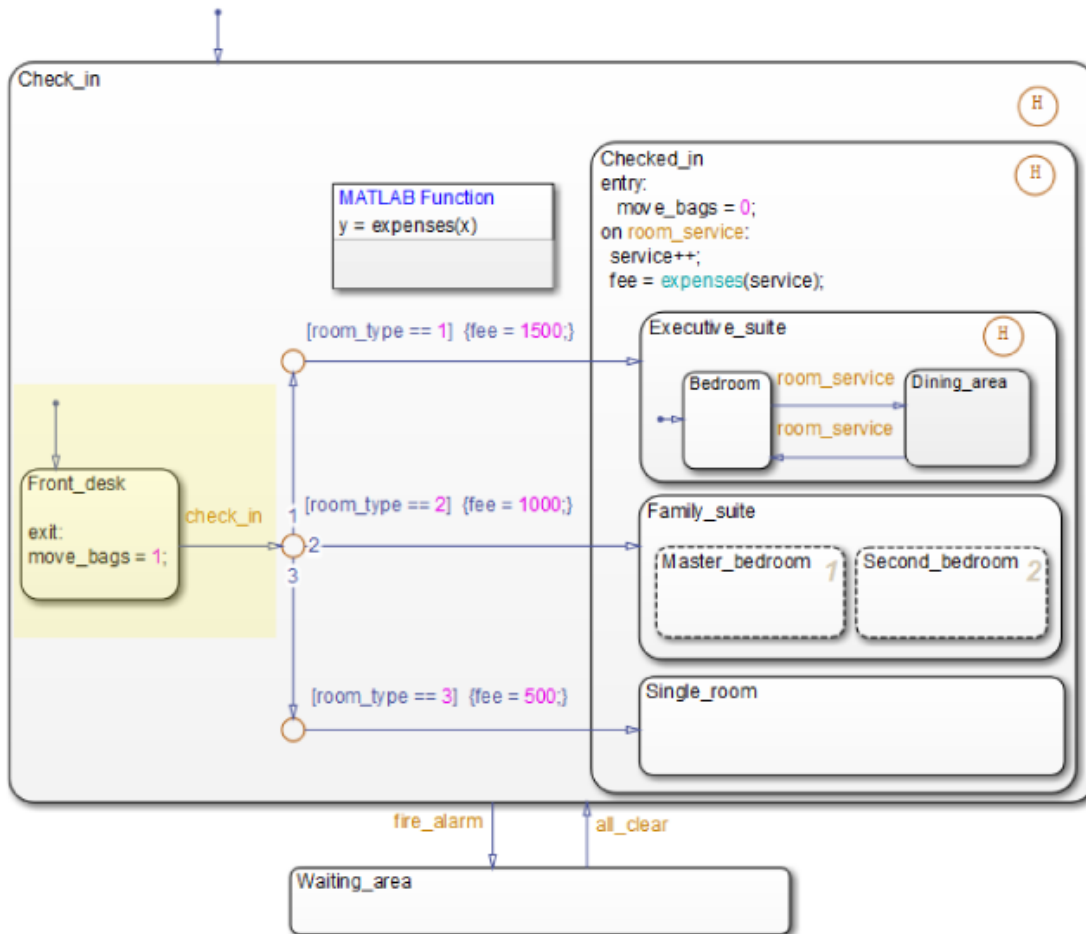 Check_in
H
Checked_in
H
entry:
move_bags = 0;
on room_service:
service++;
fee = expenses(service);
MATLAB Function
y = expenses(x)
[room_type == 1] {fee = 1500;}
Executive_suite
H
Bedroom
room_service
Dining_area
room_service
Front_desk
exit:
move_bags = 1;
check_in
1
2
3
[room_type == 2] {fee = 1000;}
Family_suite
Master_bedroom
1
Second_bedroom
2
[room_type == 3] {fee = 500;}
Single_room
fire_alarm
all_clear
Waiting_area